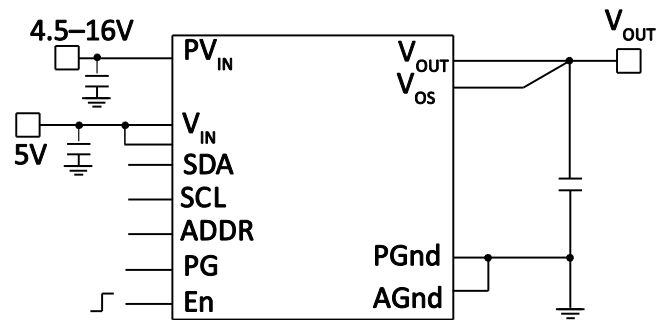 4.5–16V
PVIN
VIN
5V
SDA
SCL
ADDR
PG
En
VOUT
VOS
PGnd
AGnd
VOUT